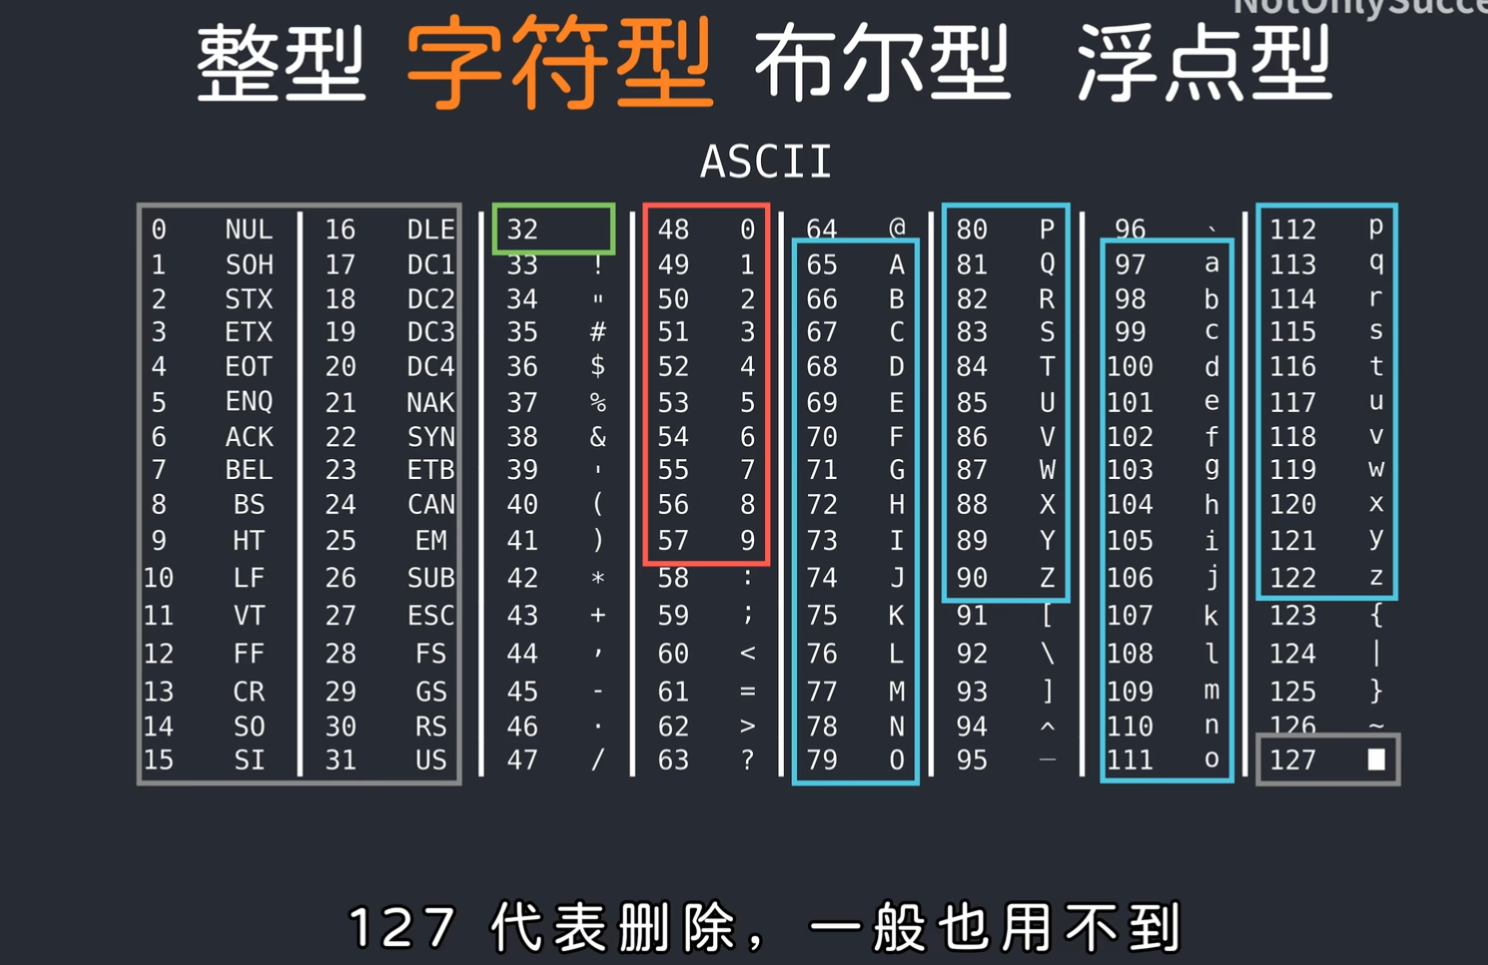 NotOnlySucce
整型 字符型 布尔型 浮点型
ASCII
0 NUL 16 DLE 32 48 0 64 @ 80 P 96 ` 112 p
1 SOH 17 DC1 33 ! 49 1 65 A 81 Q 97 a 113 q
2 STX 18 DC2 34 " 50 2 66 B 82 R 98 b 114 r
3 ETX 19 DC3 35 # 51 3 67 C 83 S 99 c 115 s
4 EOT 20 DC4 36 $ 52 4 68 D 84 T 100 d 116 t
5 ENQ 21 NAK 37 % 53 5 69 E 85 U 101 e 117 u
6 ACK 22 SYN 38 & 54 6 70 F 86 V 102 f 118 v
7 BEL 23 ETB 39 ' 55 7 71 G 87 W 103 g 119 w
8 BS 24 CAN 40 ( 56 8 72 H 88 X 104 h 120 x
9 HT 25 EM 41 ) 57 9 73 I 89 Y 105 i 121 y
10 LF 26 SUB 42 * 58 : 74 J 90 Z 106 j 122 z
11 VT 27 ESC 43 + 59 ; 75 K 91 [ 107 k 123 {
12 FF 28 FS 44 , 60 < 76 L 92 \ 108 l 124 |
13 CR 29 GS 45 - 61 = 77 M 93 ] 109 m 125 }
14 SO 30 RS 46 . 62 > 78 N 94 ^ 110 n 126 ~
15 SI 31 US 47 / 63 ? 79 O 95 _ 111 o 127 ■
127 代表删除，一般也用不到